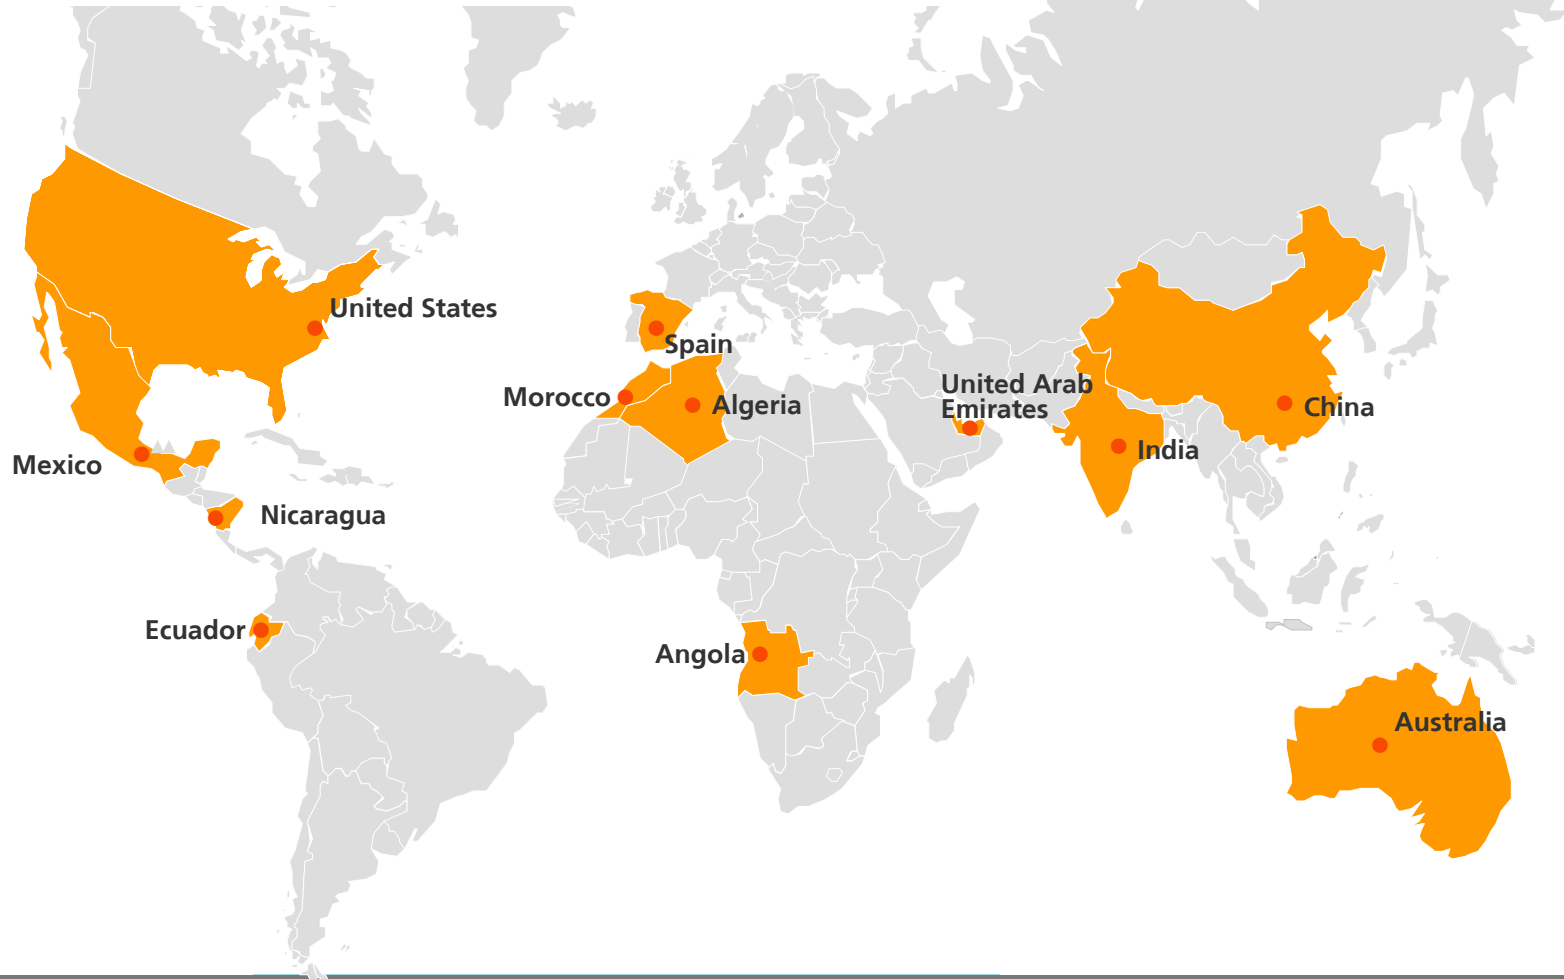 United States
Spain
United Arab
Emirates
Morocco
Algeria
China
India
Mexico
Nicaragua
Ecuador
Angola
Australia